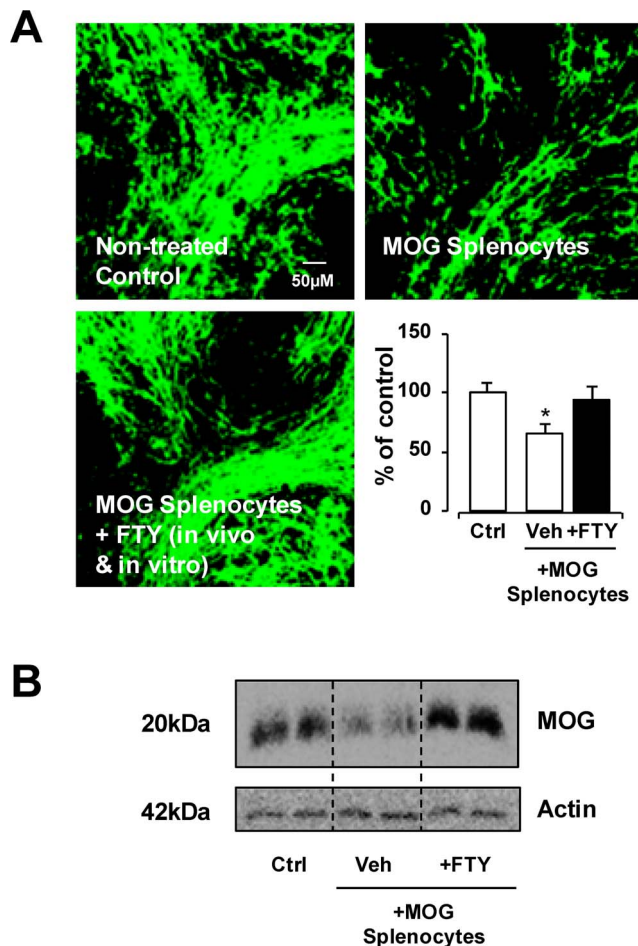 A
Non-treated
Control
50µM
MOG Splenocytes
MOG Splenocytes
+ FTY (in vivo
& in vitro)
% of control
150
100
50
0
*
Ctrl
Veh +FTY
+MOG
Splenocytes
B
20kDa
MOG
42kDa
Actin
Ctrl
Veh
+FTY
+MOG
Splenocytes